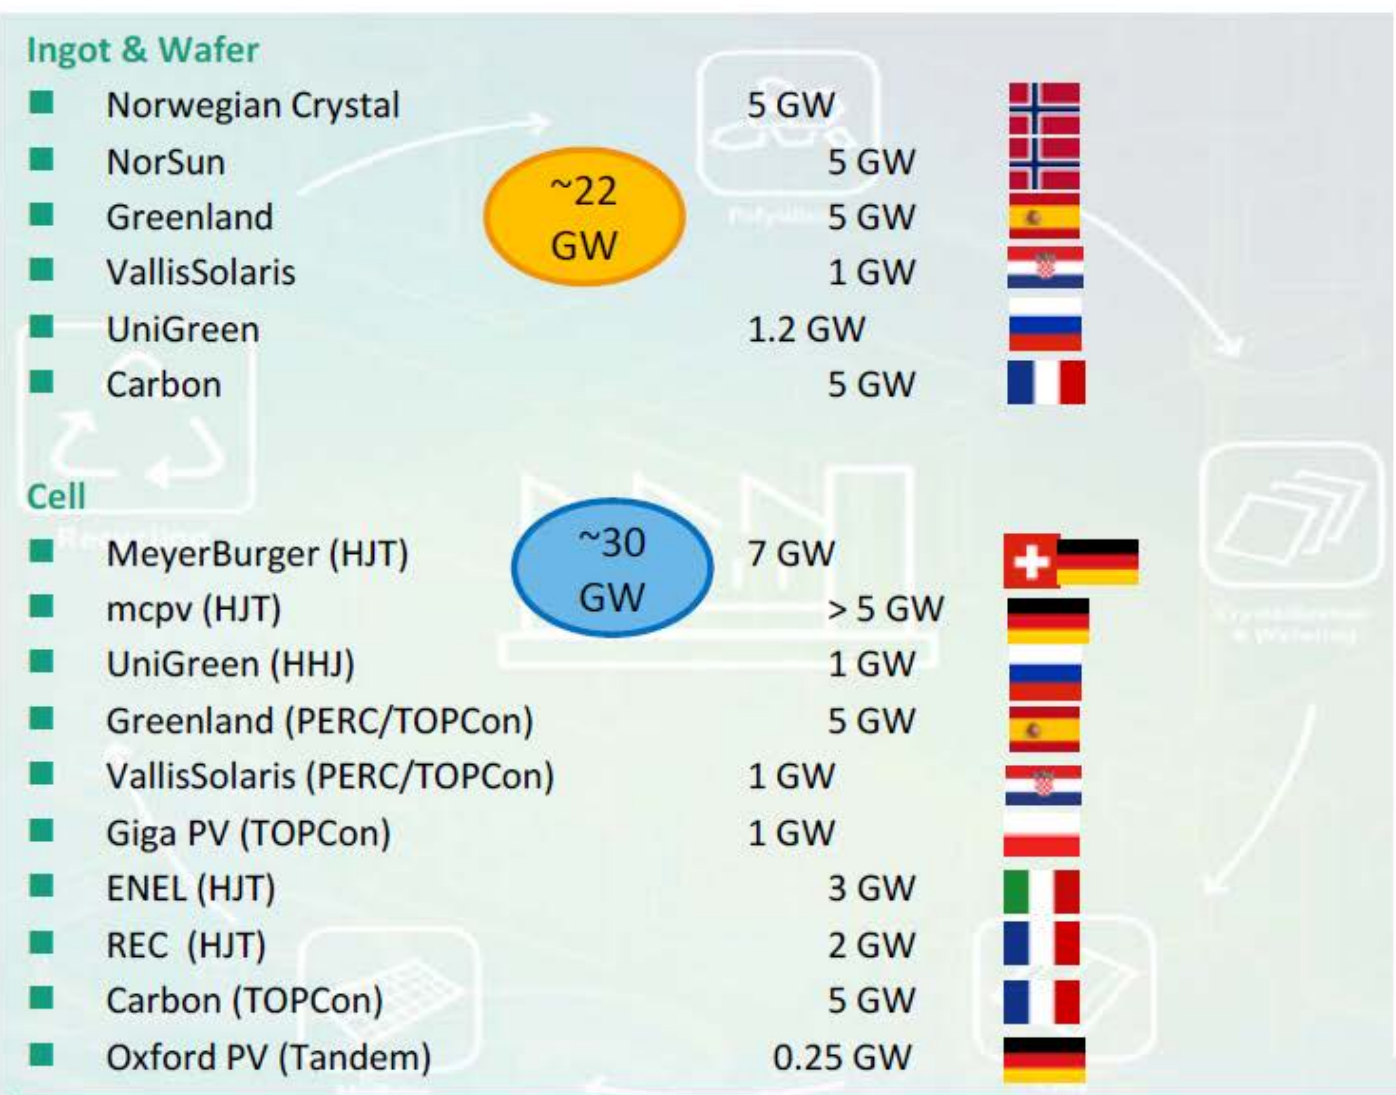 Ingot & Wafer
Norwegian Crystal 5 GW
NorSun 5 GW
~22
GW
Greenland 5 GW
VallisSolaris 1 GW
UniGreen 1.2 GW
Carbon 5 GW
Cell
Recycling
~30
GW
MeyerBurger (HJT) 7 GW
mcpv (HJT) > 5 GW
& Wafering
UniGreen (HHJ) 1 GW
Greenland (PERC/TOPCon) 5 GW
VallisSolaris (PERC/TOPCon) 1 GW
Giga PV (TOPCon) 1 GW
ENEL (HJT) 3 GW
REC (HJT) 2 GW
Carbon (TOPCon) 5 GW
Oxford PV (Tandem) 0.25 GW